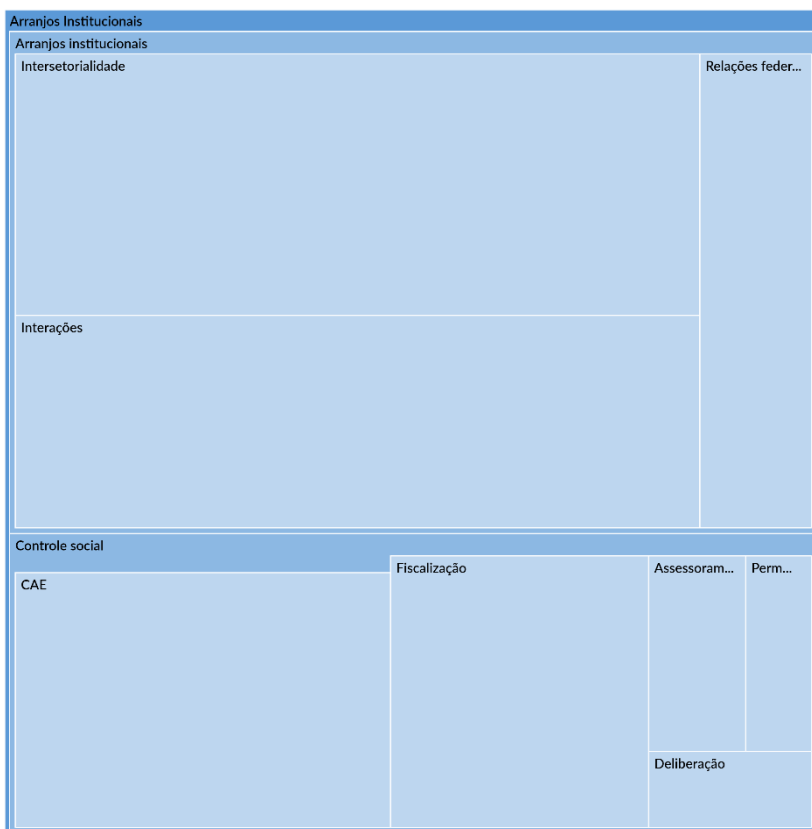 Arranjos Institucionais
Arranjos institucionais
Intersetorialidade
Relações feder...
Interações
Controle social
CAE
Fiscalização
Assessoram...
Perm...
Deliberação